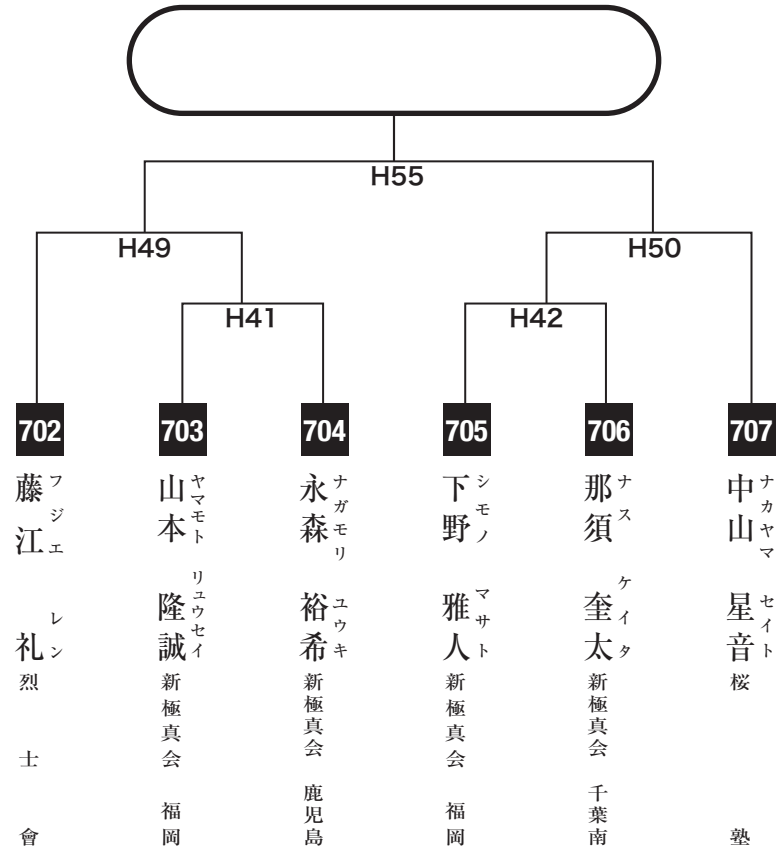 H55
H49
H50
H41
H42
702
703
704
705
706
707
藤江 礼
フジエ レン
烈士會
山本 隆誠
ヤマモト リュウセイ
新極真会 福岡
永森 裕希
ナガモリ ユウキ
新極真会 鹿児島
下野 雅人
シモノ マサト
新極真会 福岡
那須 奎太
ナス ケイタ
新極真会 千葉南
中山 星音
ナカヤマ セイト
桜塾